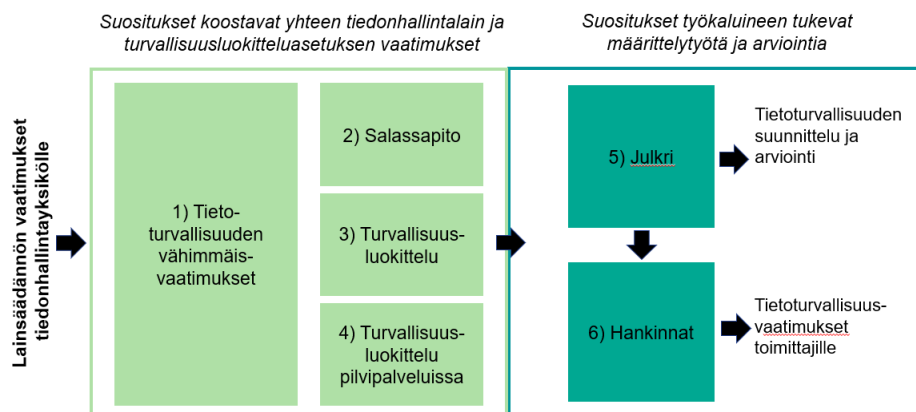 Suositukset koostavat yhteen tiedonhallintalain ja
turvallisuusluokitteluasetuksen vaatimukset
Suositukset työkaluineen tukevat
määrittelytyötä ja arviointia
Lainsäädännön vaatimukset
tiedonhallintayksikölle
1) Tieto-
turvallisuuden
vähimmäis-
vaatimukset
2) Salassapito
3) Turvallisuus-
luokittelu
4) Turvallisuus-
luokittelu
pilvipalveluissa
5) Julkri
Tietoturvallisuuden
suunnittelu ja
arviointi
6) Hankinnat
Tietoturvallisuus-
vaatimukset
toimittajille